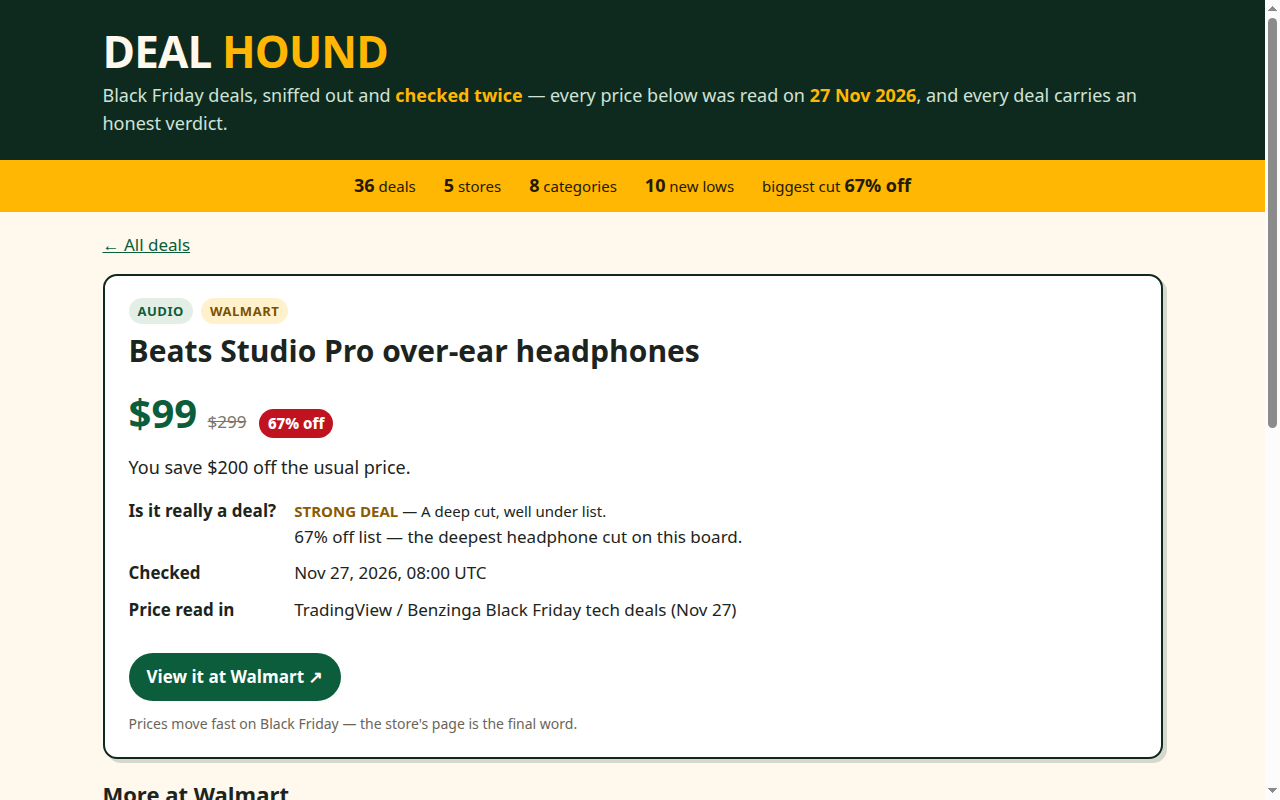 DEAL HOUND
Black Friday deals, sniffed out and checked twice — every price below was read on 27 Nov 2026, and every deal carries an
honest verdict.
36 deals 5 stores 8 categories 10 new lows biggest cut 67% off
← All deals
AUDIO WALMART
Beats Studio Pro over-ear headphones
$99 $299 67% off
You save $200 off the usual price.
Is it really a deal? STRONG DEAL — A deep cut, well under list.
67% off list — the deepest headphone cut on this board.
Checked Nov 27, 2026, 08:00 UTC
Price read in TradingView / Benzinga Black Friday tech deals (Nov 27)
View it at Walmart ↗
Prices move fast on Black Friday — the store's page is the final word.
More at Walmart